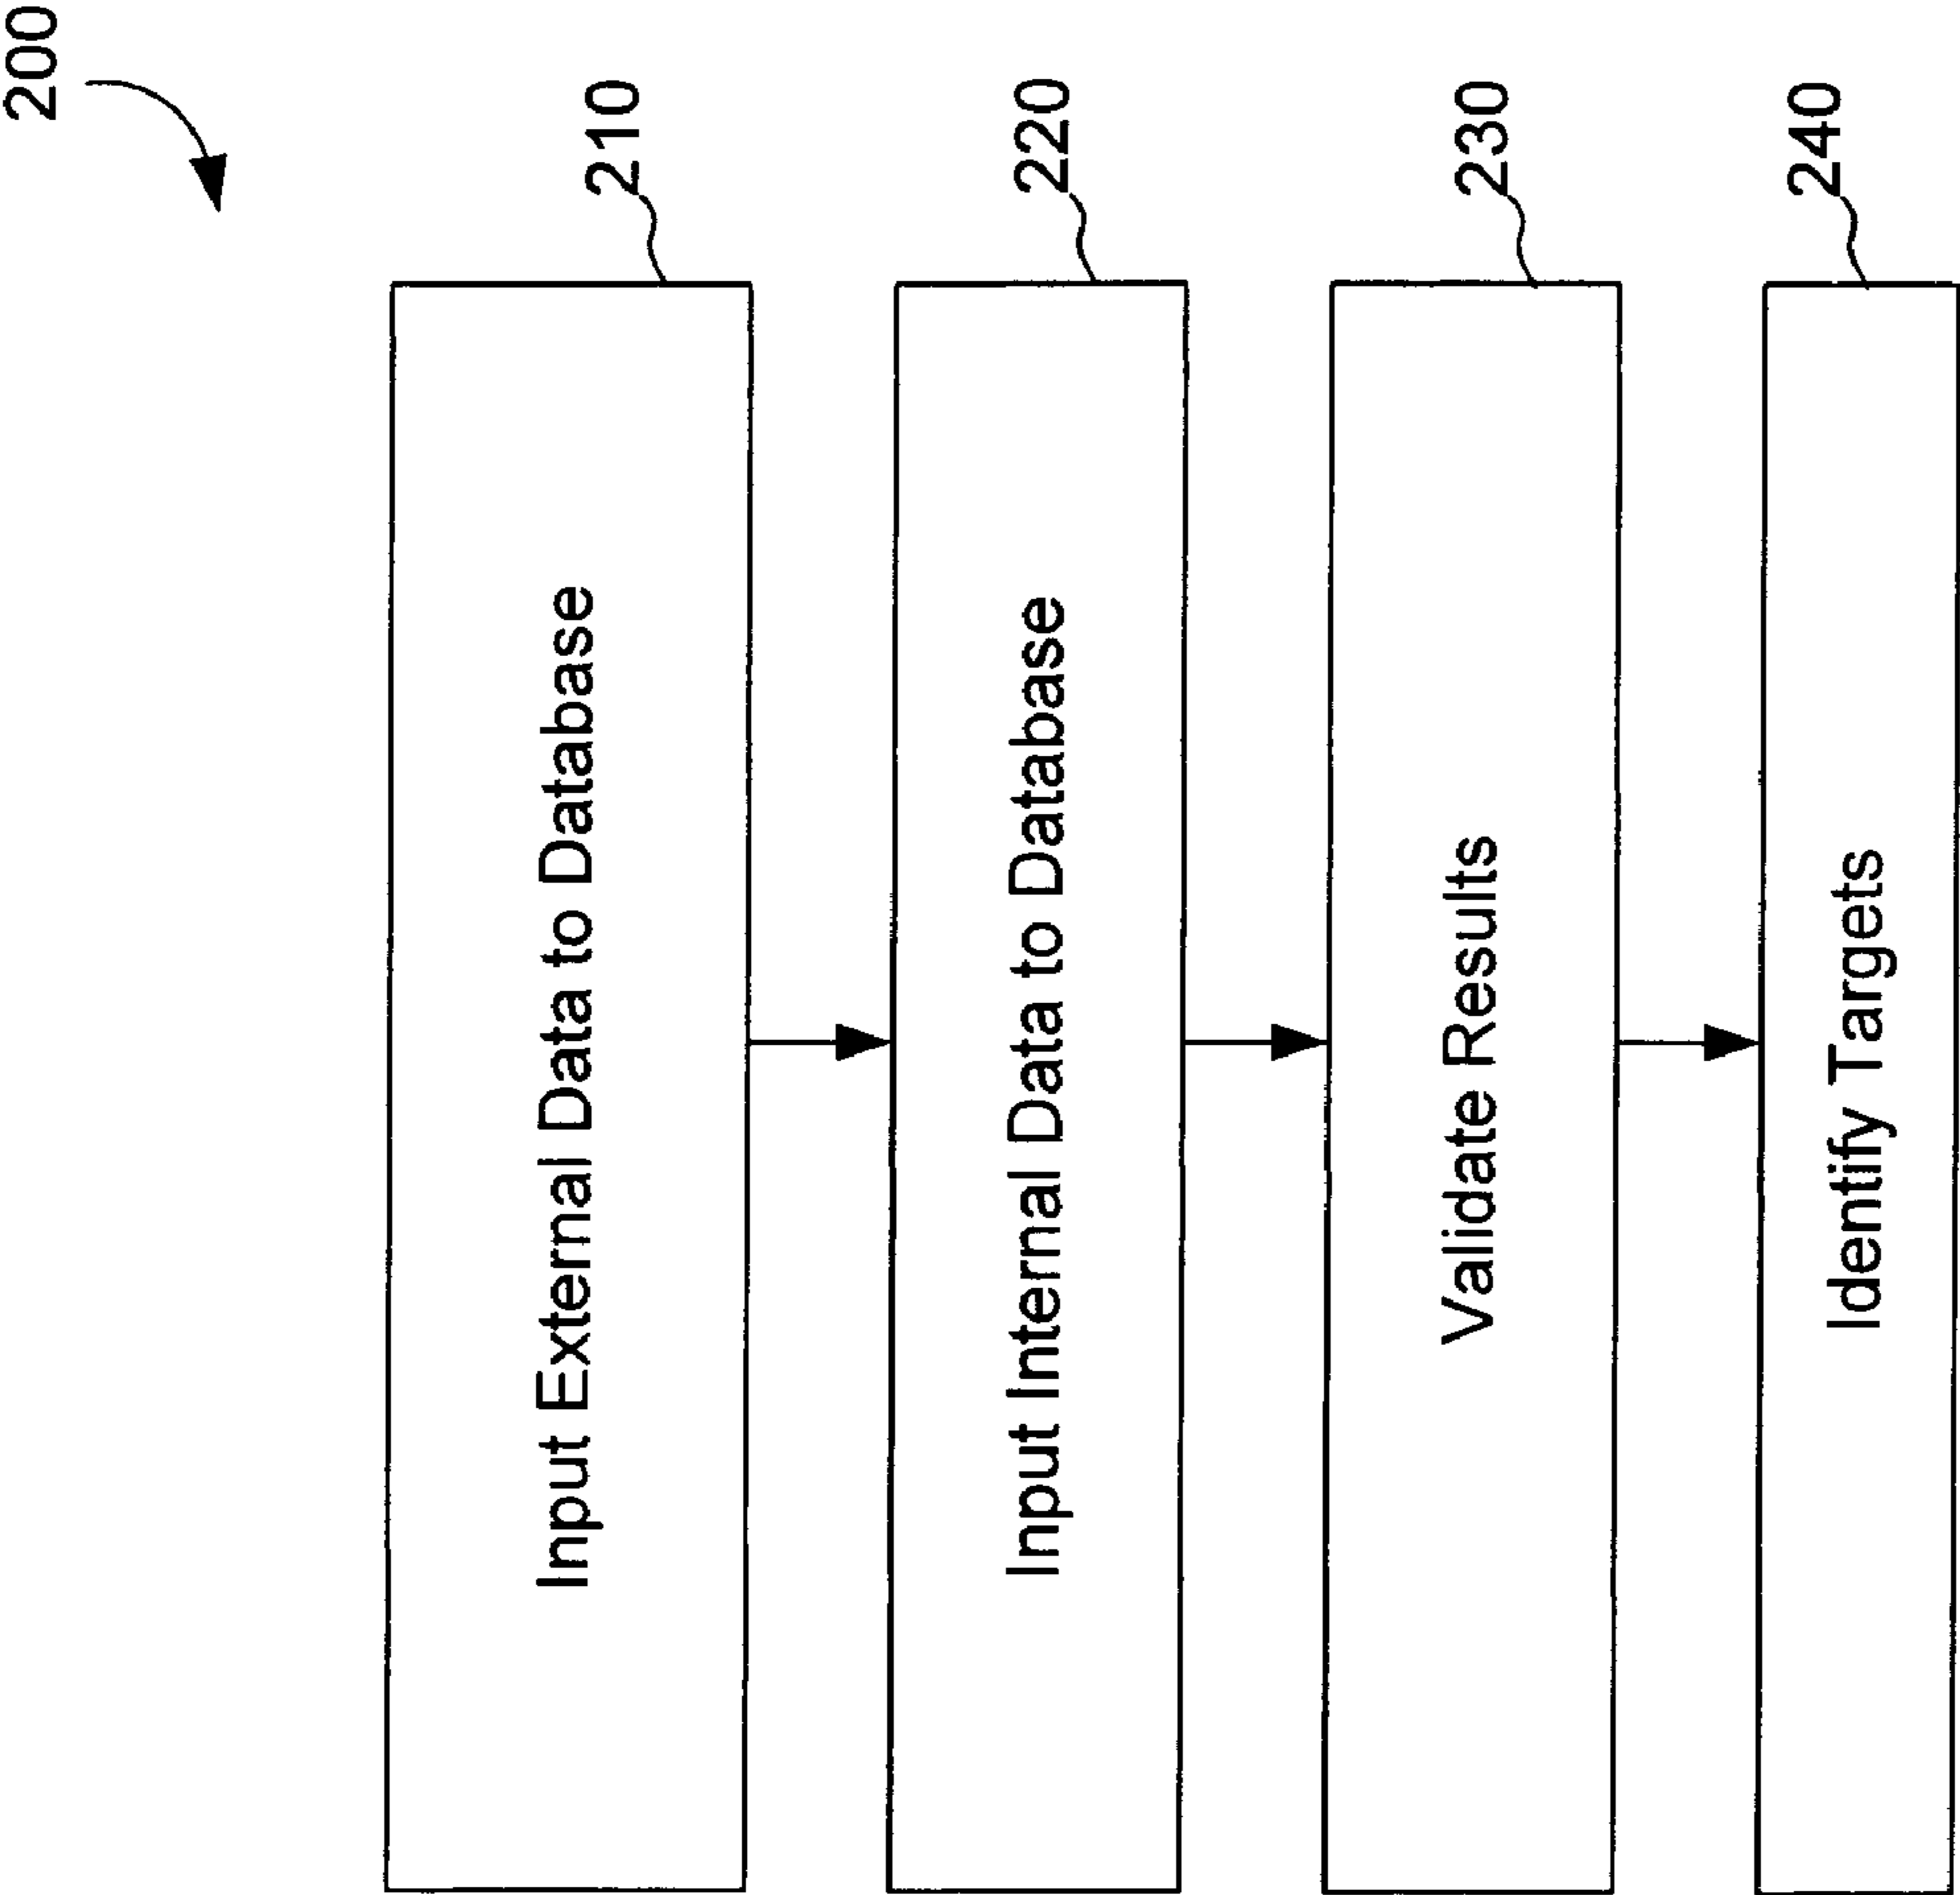 200
Input External Data to Database
210
Input Internal Data to Database
220
Validate Results
230
Identify Targets
240